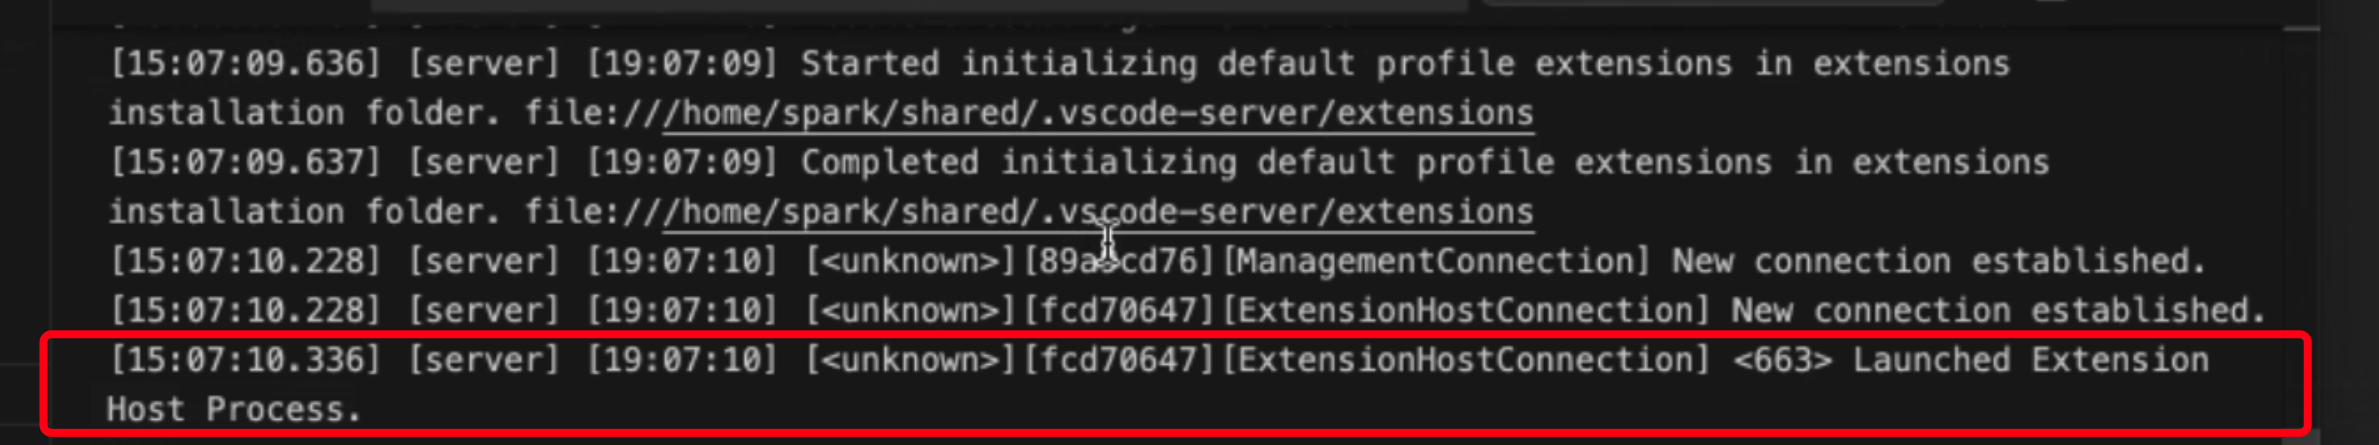 [15:07:09.636] [server] [19:07:09] Started initializing default profile extensions in extensions
installation folder. file:///home/spark/shared/.vscode-server/extensions
[15:07:09.637] [server] [19:07:09] Completed initializing default profile extensions in extensions
installation folder. file:///home/spark/shared/.vscode-server/extensions
[15:07:10.228] [server] [19:07:10] [<unknown>][ManagementConnection] New connection established.
[15:07:10.228] [server] [19:07:10] [<unknown>][fcd70647][ExtensionHostConnection] New connection established.
[15:07:10.336] [server] [19:07:10] [<unknown>][fcd70647][ExtensionHostConnection] <663> Launched Extension
Host Process.